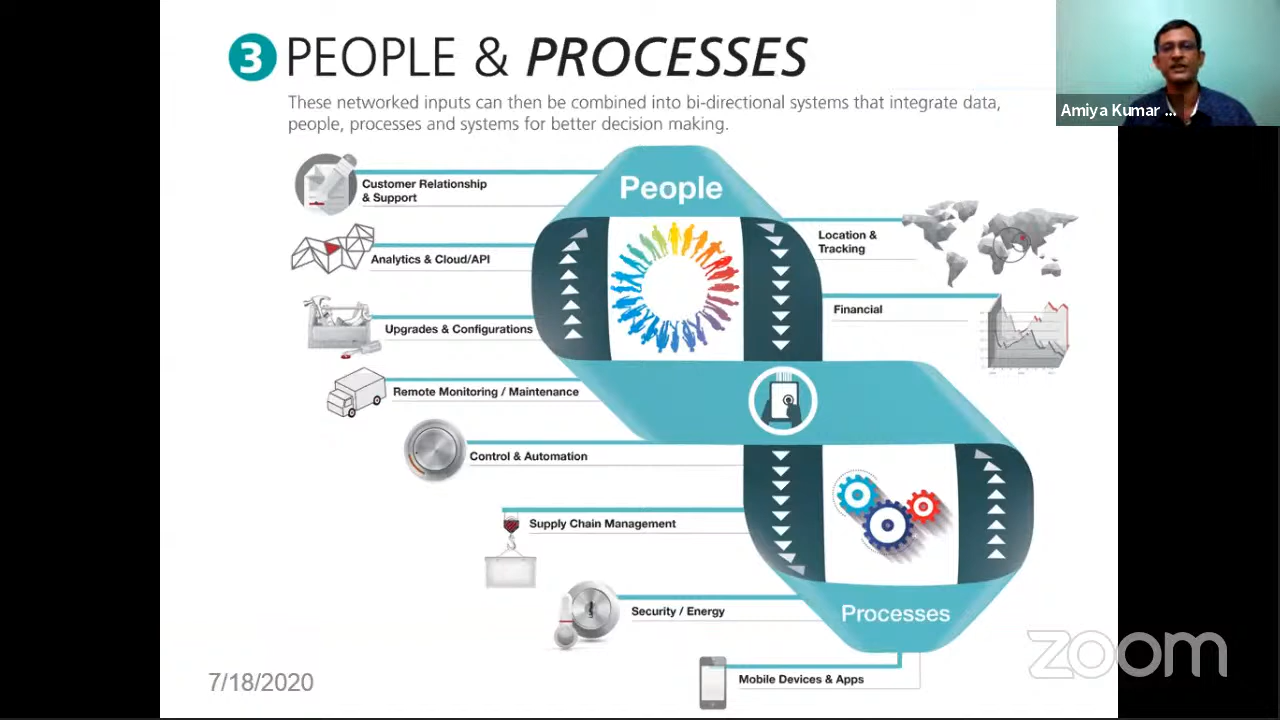 3 PEOPLE & PROCESSES
These networked inputs can then be combined into bi-directional systems that integrate data,
people, processes and systems for better decision making.
Amiya Kumar ...
People
Customer Relationship
& Support
Location &
Tracking
Analytics & Cloud/API
Financial
Upgrades & Configurations
Remote Monitoring / Maintenance
Control & Automation
Supply Chain Management
Security / Energy
Processes
Mobile Devices & Apps
7/18/2020
zoom